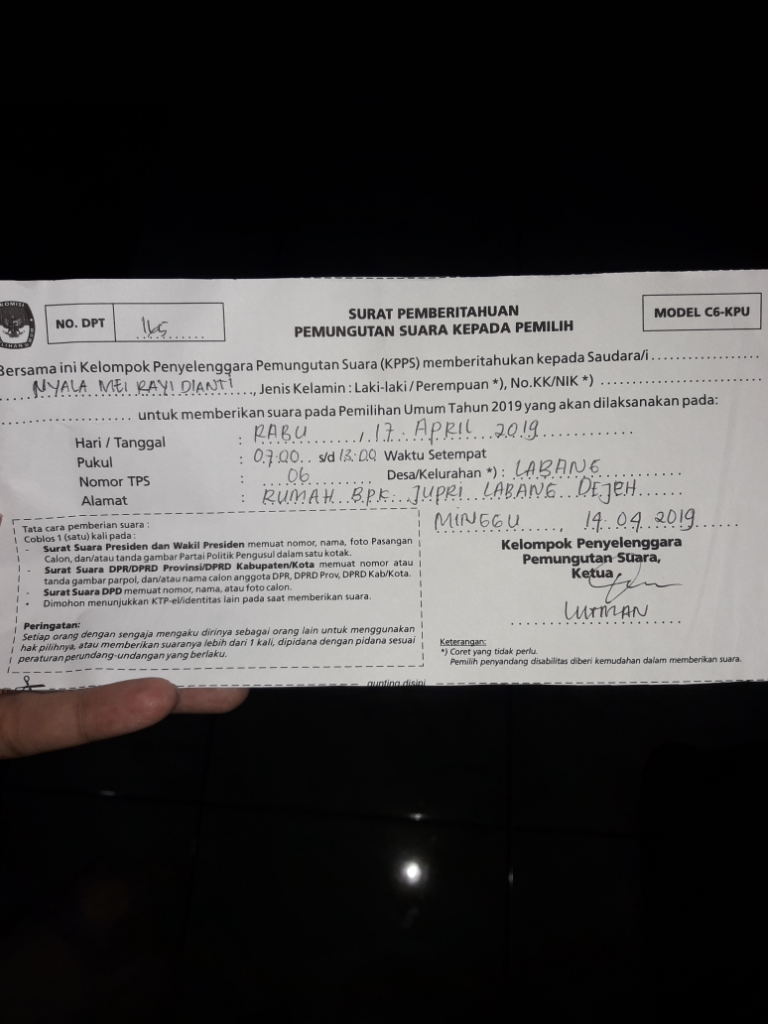 NO. DPT 165
SURAT PEMBERITAHUAN
PEMUNGUTAN SUARA KEPADA PEMILIH
MODEL C6-KPU
Bersama ini Kelompok Penyelenggara Pemungutan Suara (KPPS) memberitahukan kepada Saudara/i ..................
NYALA MEI RAYI DIANTI ........, Jenis Kelamin : Laki-laki / Perempuan *), No.KK/NIK *) ..........................
...................... untuk memberikan suara pada Pemilihan Umum Tahun 2019 yang akan dilaksanakan pada:
Hari / Tanggal : RABU , 17 APRIL 2019
Pukul : 07.00 s/d 13.00 Waktu Setempat
Nomor TPS : 06 Desa/Kelurahan *) : LABANG
Alamat : RUMAH BPK JUPRI LABANG DEJEH
MINGGU , 14.04.2019
Kelompok Penyelenggara
Pemungutan Suara,
Ketua
LUTMAN
Tata cara pemberian suara :
Coblos 1 (satu) kali pada :
- Surat Suara Presiden dan Wakil Presiden memuat nomor, nama, foto Pasangan
Calon, dan/atau tanda gambar Partai Politik Pengusul dalam satu kotak.
- Surat Suara DPR/DPRD Provinsi/DPRD Kabupaten/Kota memuat nomor atau
tanda gambar parpol, dan/atau nama calon anggota DPR, DPRD Prov, DPRD Kab/Kota.
- Surat Suara DPD memuat nomor, nama, atau foto calon.
• Dimohon menunjukkan KTP-el/identitas lain pada saat memberikan suara.
Peringatan:
Setiap orang dengan sengaja mengaku dirinya sebagai orang lain untuk menggunakan
hak pilihnya, atau memberikan suaranya lebih dari 1 kali, dipidana dengan pidana sesuai
peraturan perundang-undangan yang berlaku.
Keterangan:
*) Coret yang tidak perlu.
Pemilih penyandang disabilitas diberi kemudahan dalam memberikan suara.
gunting disini